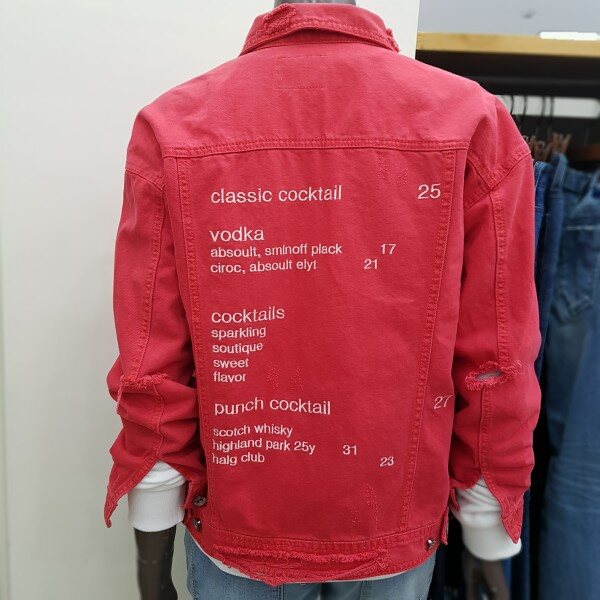 classic cocktail 25
vodka
absoult, sminoff plack 17
ciroc, absoult elyt 21
cocktails
sparkling
soutique
sweet
flavor
punch cocktail 27
scotch whisky
highland park 25y 31
halg club 23